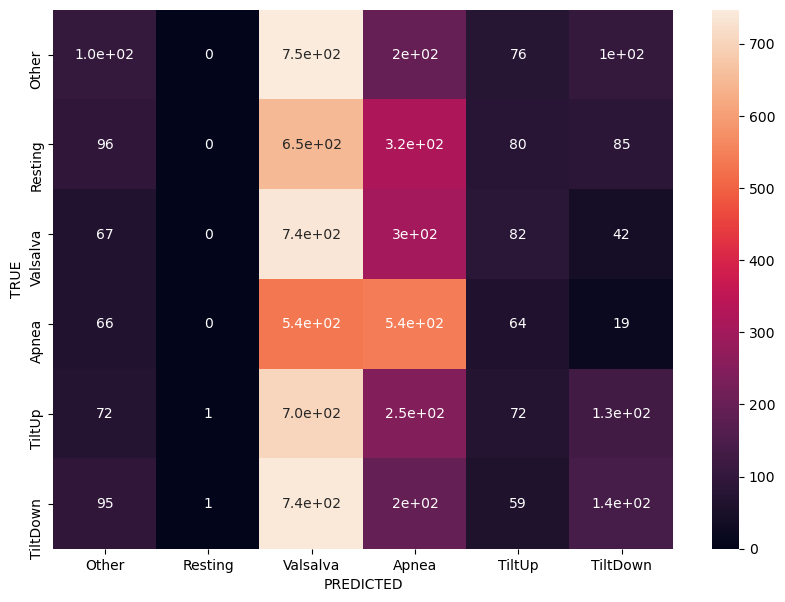 1.0e+02 0 7.5e+02 2e+02 76 1e+02
96 0 6.5e+02 3.2e+02 80 85
67 0 7.4e+02 3e+02 82 42
66 0 5.4e+02 5.4e+02 64 19
72 1 7.0e+02 2.5e+02 72 1.3e+02
95 1 7.4e+02 2e+02 59 1.4e+02
Other
Resting
Valsalva
Apnea
TiltUp
TiltDown
TRUE
Other Resting Valsalva Apnea TiltUp TiltDown
PREDICTED
700
600
500
400
300
200
100
0